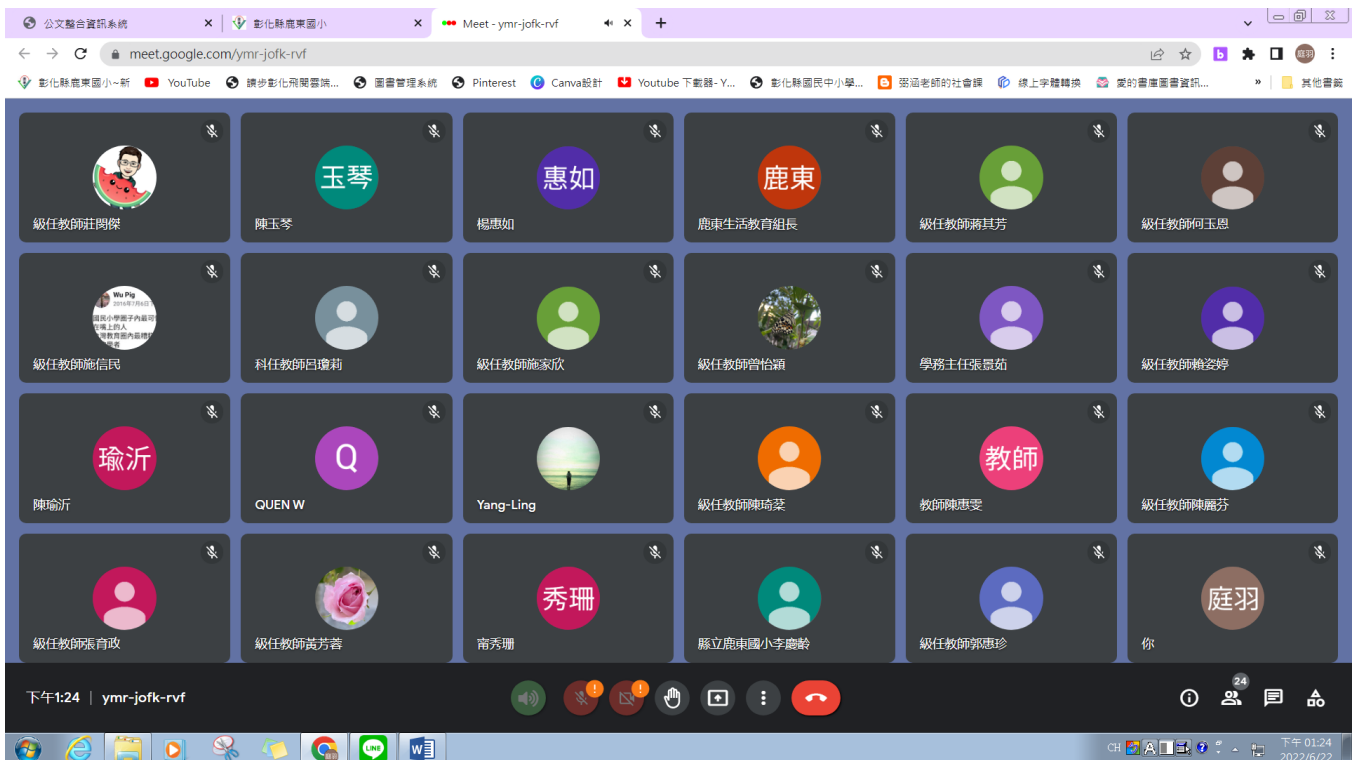 公文整合資訊系統
彰化縣鹿東國小
Meet - ymr-jofk-rvf
meet.google.com/ymr-jofk-rvf
庭羽
彰化縣鹿東國小~新 YouTube 讀步彰化飛閱雲端... 圖書管理系統 Pinterest Canva設計 Youtube 下載器- Y... 彰化縣國民中小學... 弼涵老師的社會課 線上字體轉換 愛的書庫圖書資訊... » 其他書籤
玉琴 惠如 鹿東
級任教師莊閔傑 陳玉琴 楊惠如 鹿東生活教育組長 級任教師蔣其芳 級任教師何玉恩
Wu Pig
級任教師施信民 科任教師呂瓊莉 級任教師施家欣 級任教師曾怡穎 學務主任張景茹 級任教師賴姿婷
瑜沂 Q 教師
陳瑜沂 QUEN W Yang-Ling 級任教師陳琦棻 教師陳惠雯 級任教師陳麗芬
秀珊 庭羽
級任教師張育政 級任教師黃芳蓉 甯秀珊 縣立鹿東國小李慶齡 級任教師郭惠珍 你
下午1:24 | ymr-jofk-rvf
24
LINE
CH
下午 01:24
2022/6/22